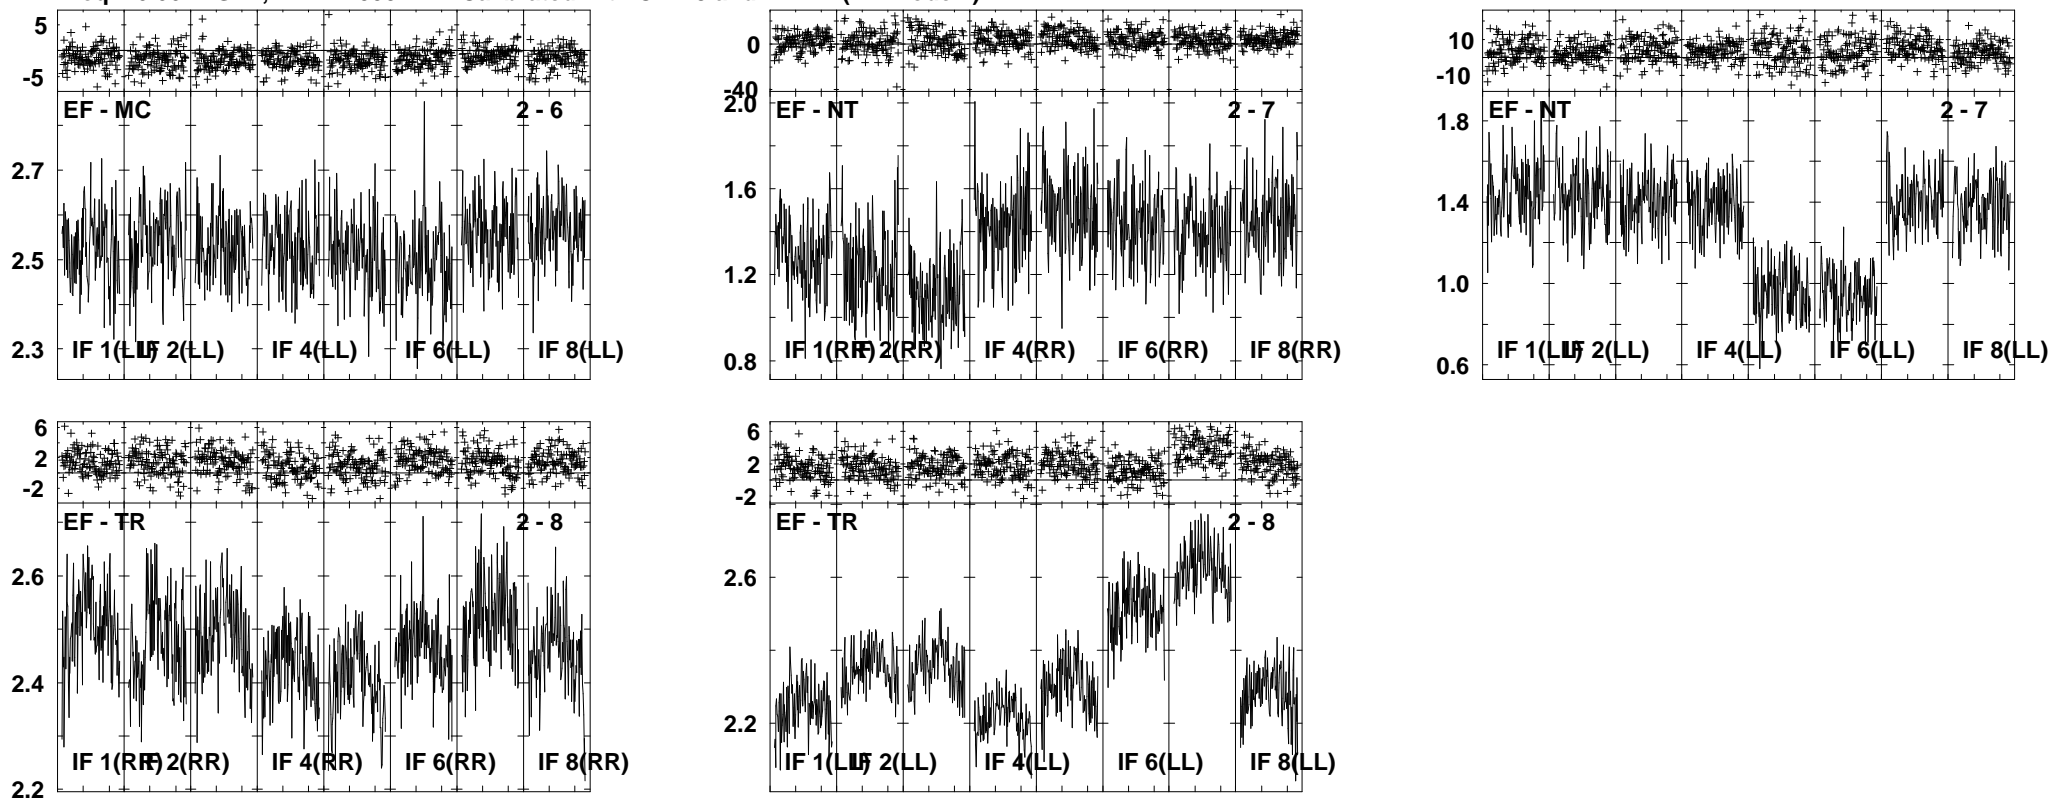 5
-5
EF - MC 2 - 6
2.7
2.5
2.3
IF 1(LL) IF 2(LL) IF 4(LL) IF 6(LL) IF 8(LL)
0
-40
2.0
EF - NT 2 - 7
1.6
1.2
0.8
IF 1(RR) IF 2(RR) IF 4(RR) IF 6(RR) IF 8(RR)
10
-10
EF - NT 2 - 7
1.8
1.4
1.0
0.6
IF 1(LL) IF 2(LL) IF 4(LL) IF 6(LL) IF 8(LL)
6
2
-2
EF - TR 2 - 8
2.6
2.4
2.2
IF 1(RR) IF 2(RR) IF 4(RR) IF 6(RR) IF 8(RR)
6
2
-2
EF - TR 2 - 8
2.6
2.2
IF 1(LL) IF 2(LL) IF 4(LL) IF 6(LL) IF 8(LL)